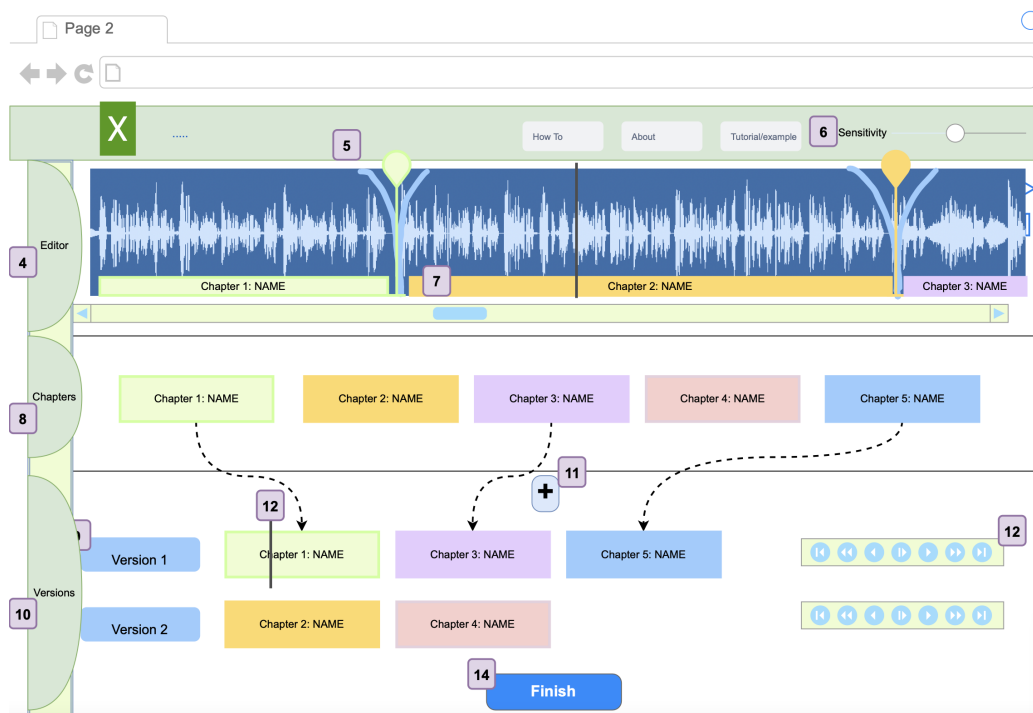 Page 2
X
.....
5
How To
About
Tutorial/example
6
Sensitivity
4
Editor
7
Chapter 1: NAME
Chapter 2: NAME
Chapter 3: NAME
8
Chapters
Chapter 1: NAME
Chapter 2: NAME
Chapter 3: NAME
Chapter 4: NAME
Chapter 5: NAME
11
+
12
12
Version 1
Chapter 1: NAME
Chapter 3: NAME
Chapter 5: NAME
10
Versions
Version 2
Chapter 2: NAME
Chapter 4: NAME
14
Finish